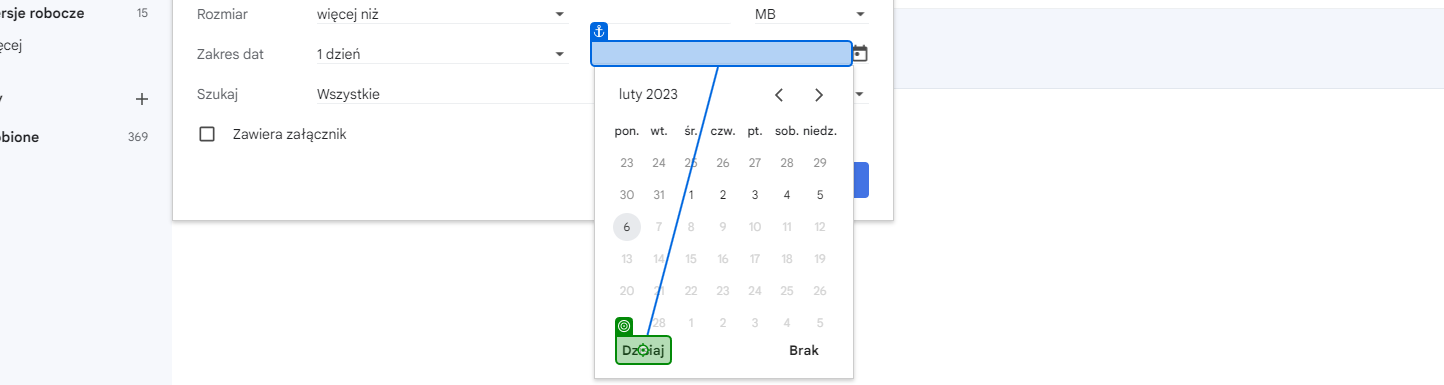 rsje robocze 15
ęcej
y
bione 369
Rozmiar więcej niż MB
Zakres dat 1 dzień
Szukaj Wszystkie
Zawiera załącznik
luty 2023
pon. wt. śr. czw. pt. sob. niedz.
23 24 25 26 27 28 29
30 31 1 2 3 4 5
6 7 8 9 10 11 12
13 14 15 16 17 18 19
20 21 22 23 24 25 26
28 1 2 3 4 5
Dzisiaj Brak